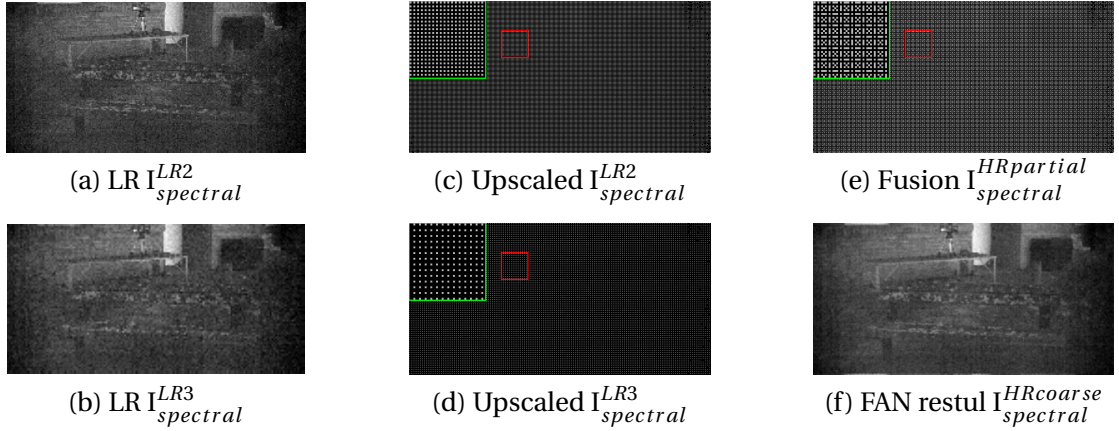 (a) LR I^{LR2}_{spectral}
(c) Upscaled I^{LR2}_{spectral}
(e) Fusion I^{HRpartial}_{spectral}
(b) LR I^{LR3}_{spectral}
(d) Upscaled I^{LR3}_{spectral}
(f) FAN restul I^{HRcoarse}_{spectral}